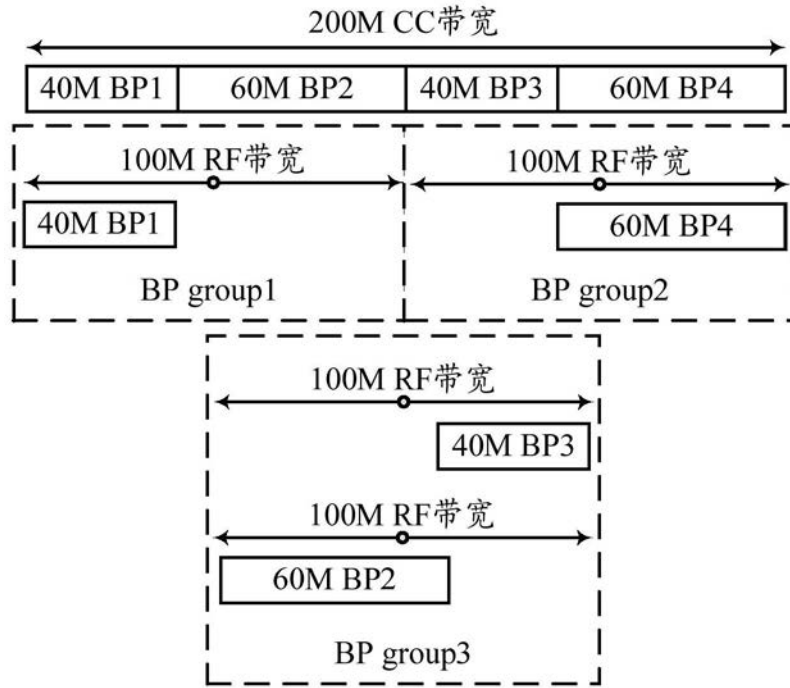 200M CC带宽
40M BP1 60M BP2 40M BP3 60M BP4
100M RF带宽 100M RF带宽
40M BP1 60M BP4
BP group1 BP group2
100M RF带宽
40M BP3
100M RF带宽
60M BP2
BP group3